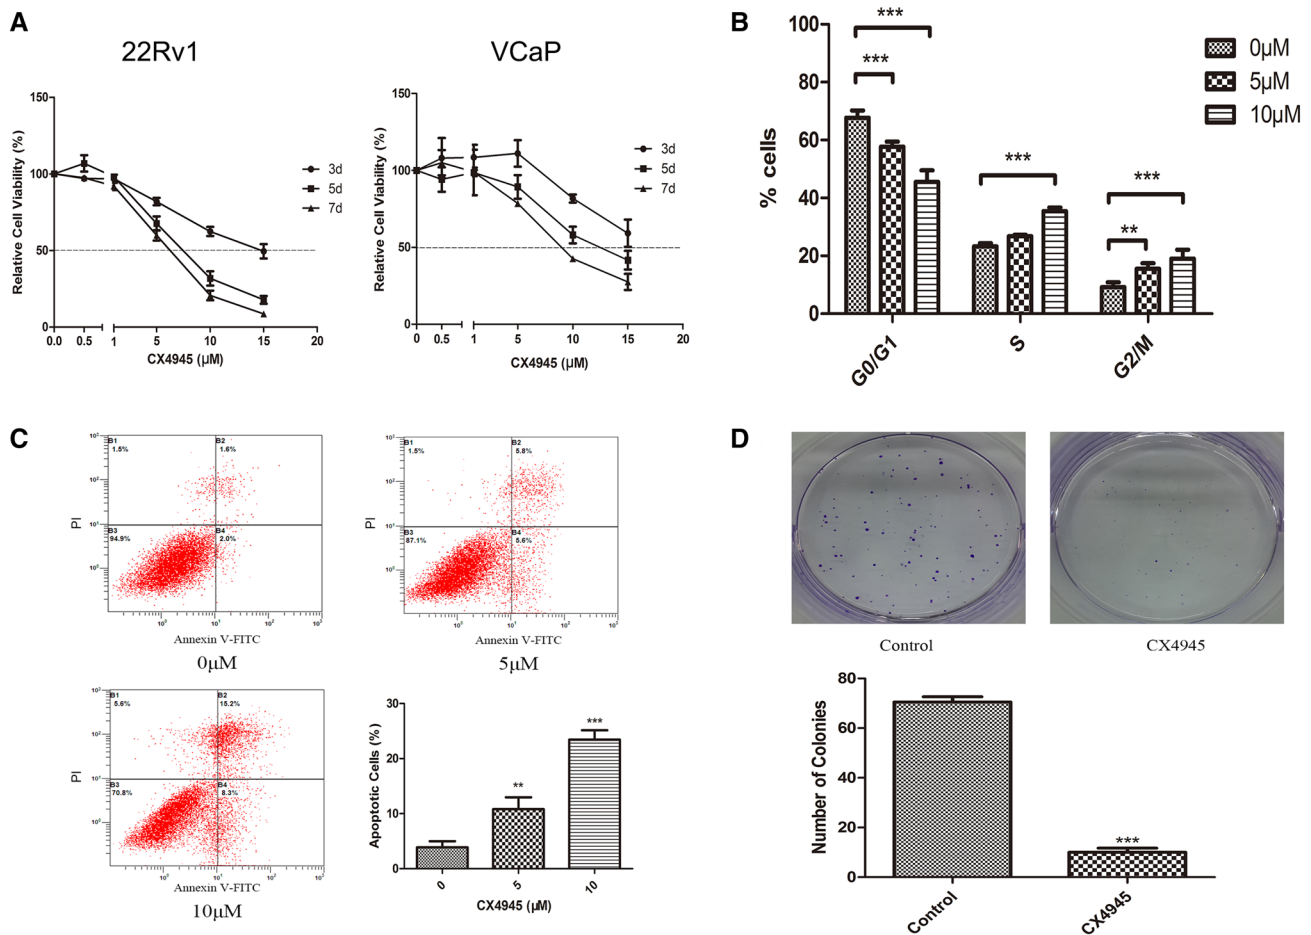 A
22Rv1
VCaP
150
100
50
0
Relative Cell Viability (%)
0.0 0.5 1 5 10 15 20
CX4945 (µM)
3d
5d
7d
150
100
50
0
Relative Cell Viability (%)
0 0.5 1 5 10 15 20
CX4945 (µM)
3d
5d
7d
B
100
80
60
40
20
0
% cells
***
***
***
***
**
G0/G1
S
G2/M
0µM
5µM
10µM
C
B1
1.5%
B2
1.6%
B3
94.9%
B4
2.0%
PI
Annexin V-FITC
0µM
B1
1.5%
B2
5.8%
B3
87.1%
B4
5.6%
PI
Annexin V-FITC
5µM
B1
5.6%
B2
15.2%
B3
70.8%
B4
8.3%
PI
Annexin V-FITC
10µM
30
20
10
0
Apoptotic Cells (%)
**
***
0 5 10
CX4945 (µM)
D
Control
CX4945
80
60
40
20
0
Number of Colonies
***
Control
CX4945